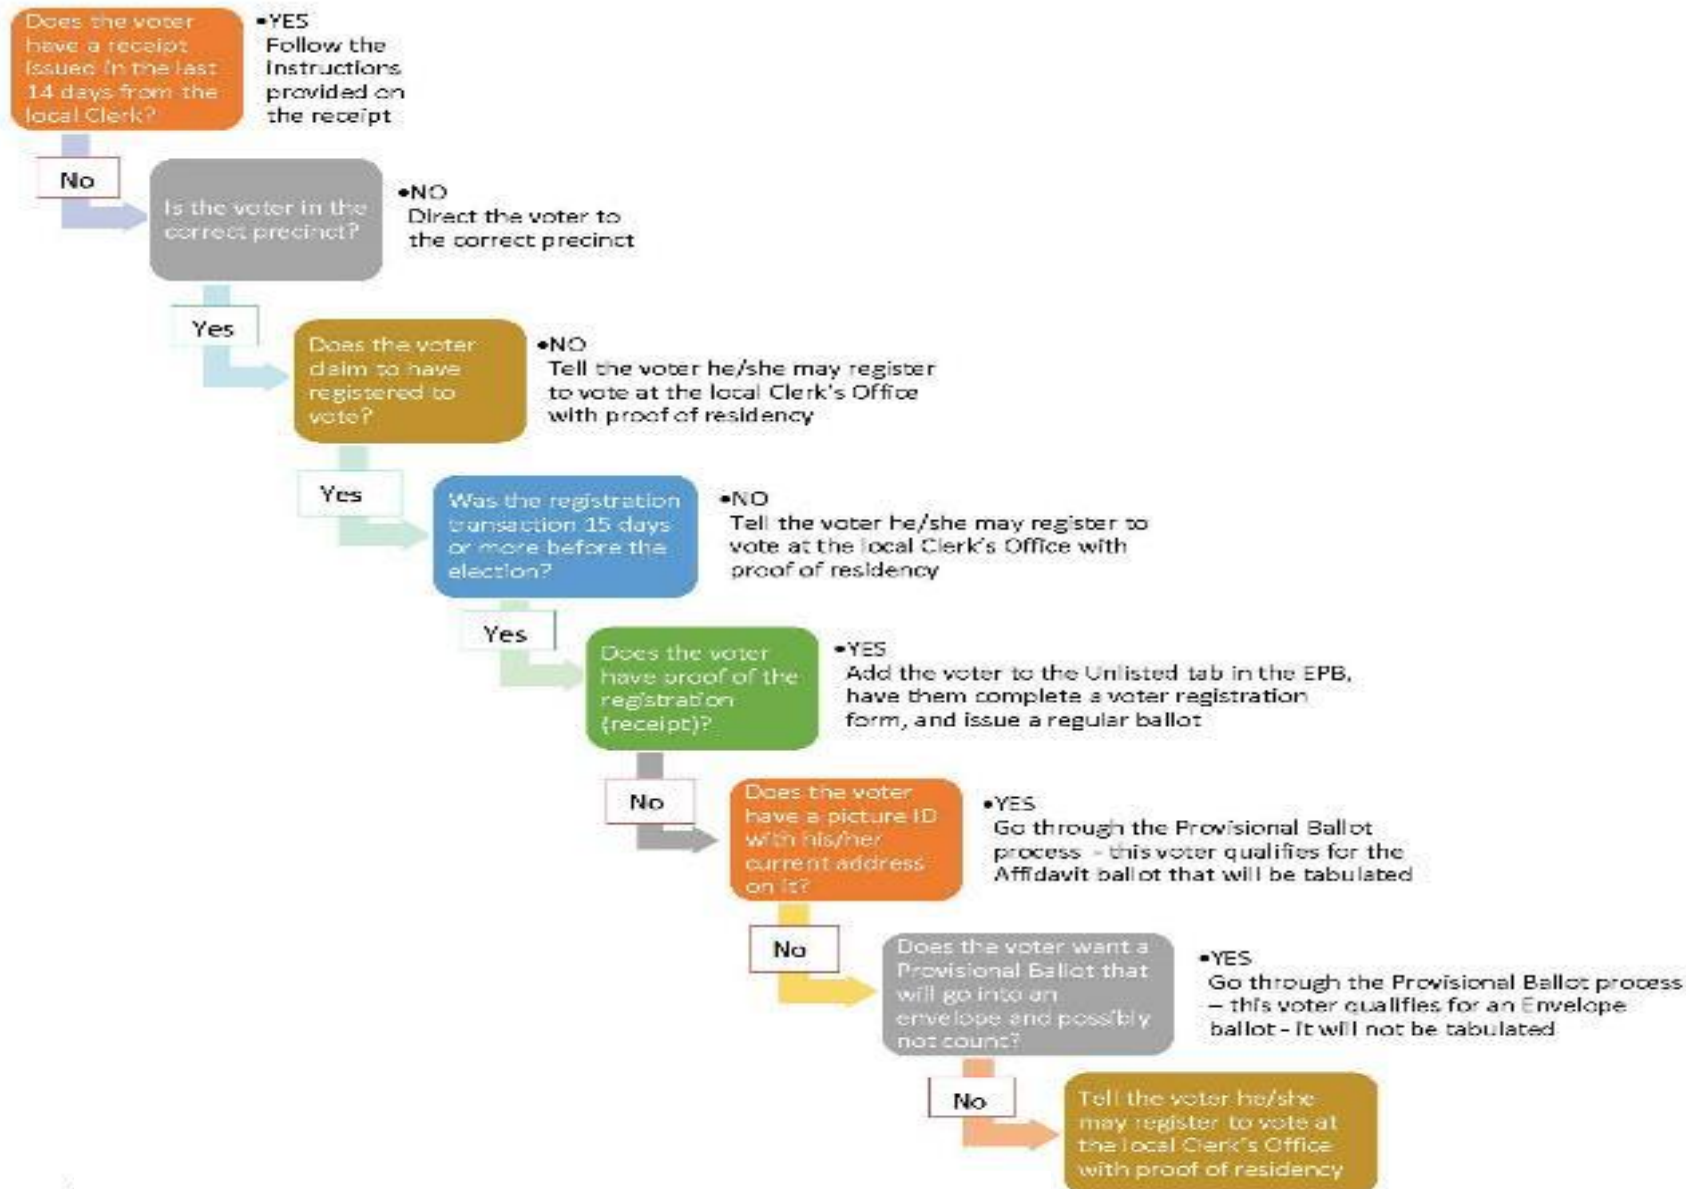 Does the voter
have a receipt
issued in the last
14 days from the
local Clerk?
•YES
Follow the
instructions
provided on
the receipt
No
Is the voter in the
correct precinct?
•NO
Direct the voter to
the correct precinct
Yes
Does the voter
claim to have
registered to
vote?
•NO
Tell the voter he/she may register
to vote at the local Clerk's Office
with proof of residency
Yes
Was the registration
transaction 15 days
or more before the
election?
•NO
Tell the voter he/she may register to
vote at the local Clerk's Office with
proof of residency
Yes
Does the voter
have proof of the
registration
(receipt)?
•YES
Add the voter to the Unlisted tab in the EPB,
have them complete a voter registration
form, and issue a regular ballot
No
Does the voter
have a picture ID
with his/her
current address
on it?
•YES
Go through the Provisional Ballot
process - this voter qualifies for the
Affidavit ballot that will be tabulated
No
Does the voter want a
Provisional Ballot that
will go into an
envelope and possibly
not count?
•YES
Go through the Provisional Ballot process
– this voter qualifies for an Envelope
ballot - it will not be tabulated
No
Tell the voter he/she
may register to vote at
the local Clerk's Office
with proof of residency